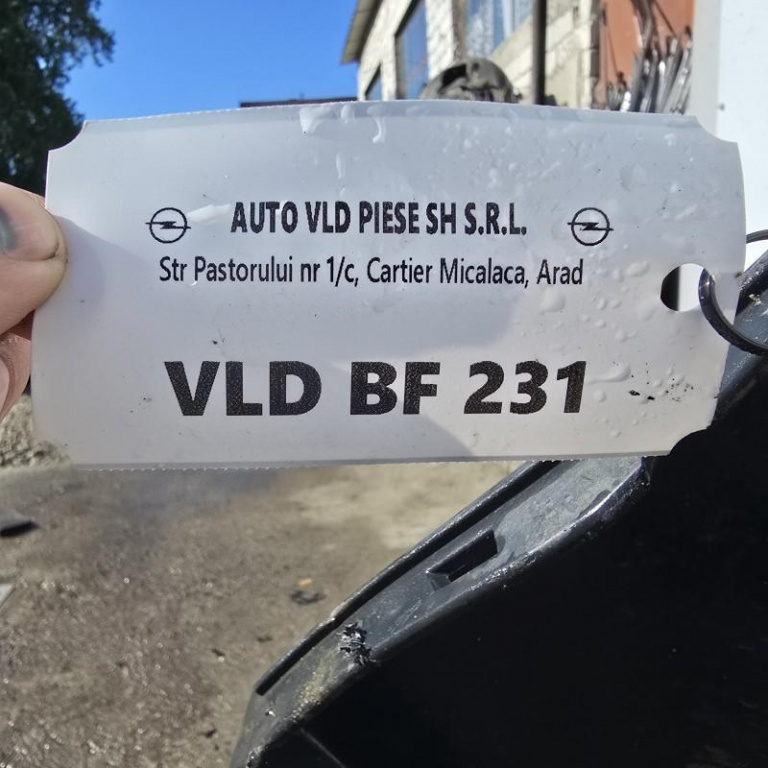 AUTO VLD PIESE SH S.R.L.
Str Pastorului nr 1/c, Cartier Micalaca, Arad
VLD BF 231